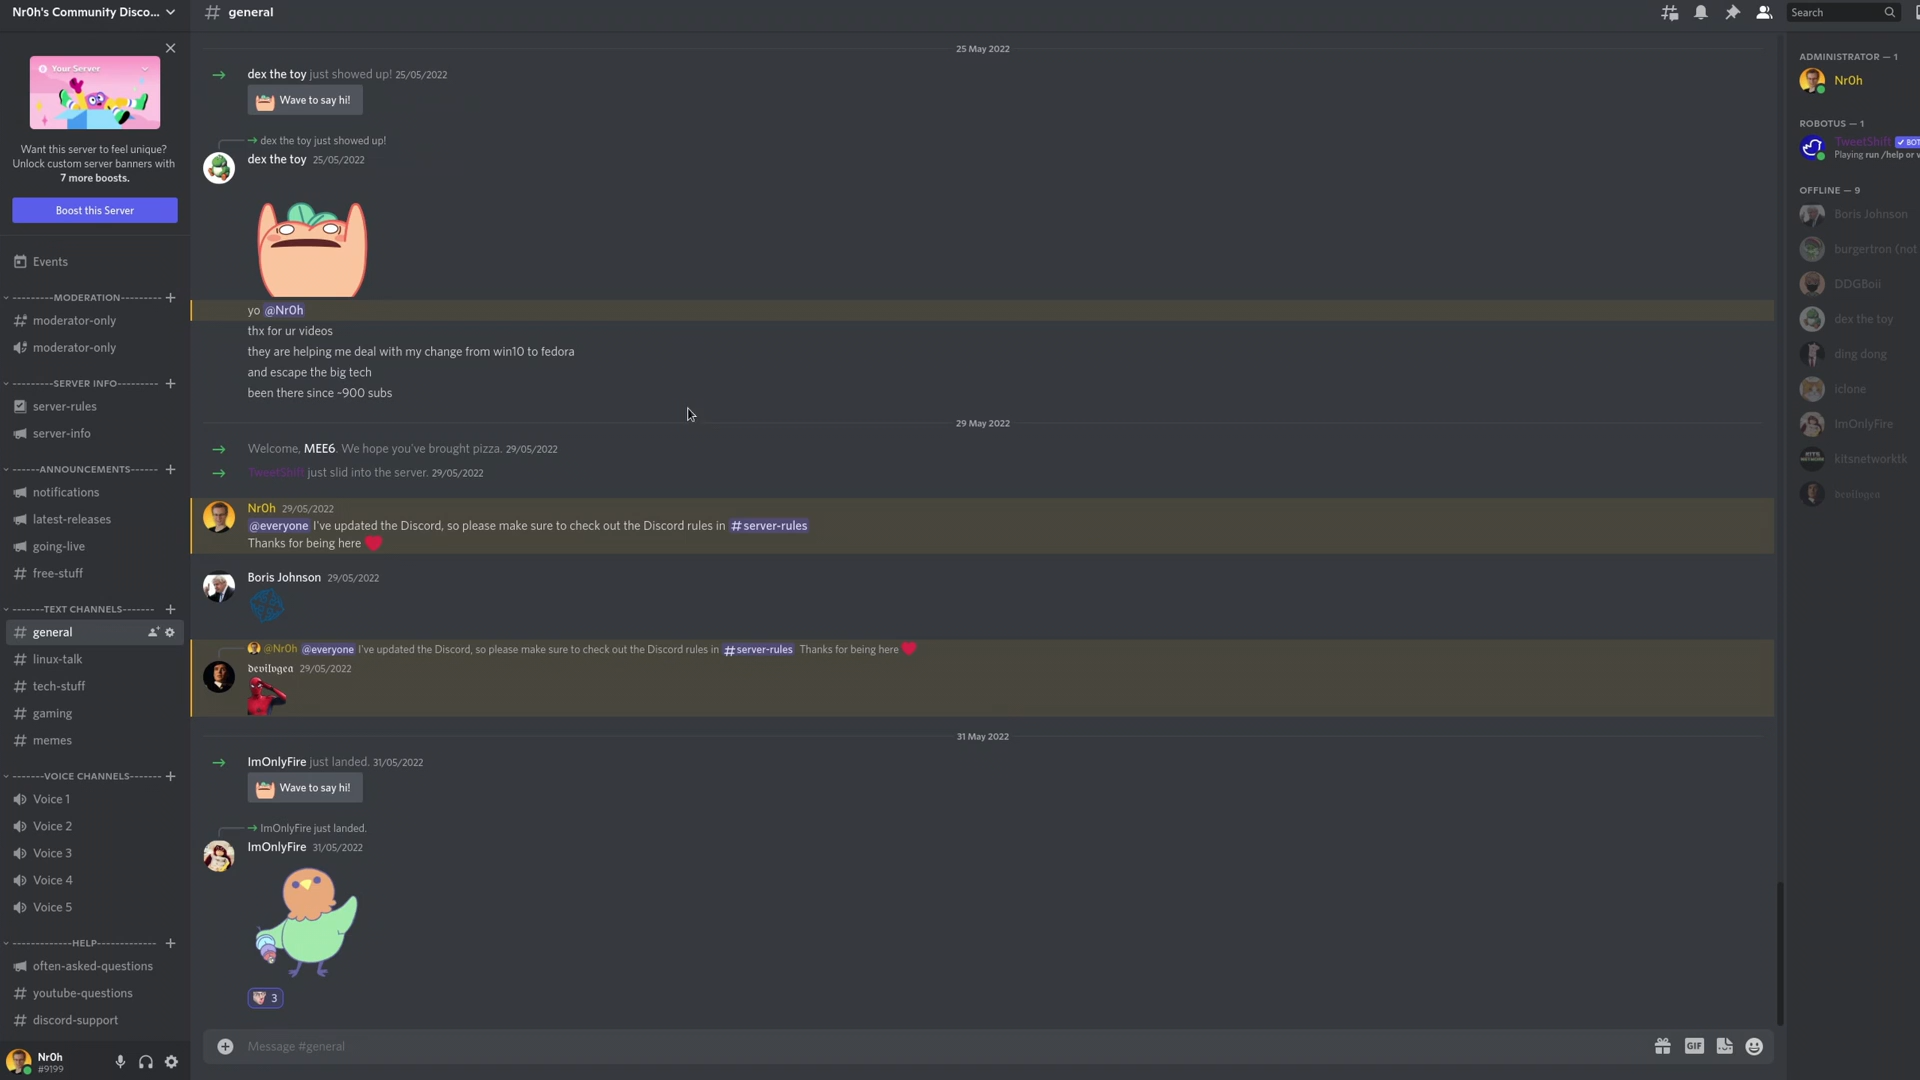 Nr0h's Community Disco...
Your Server
Want this server to feel unique?
Unlock custom server banners with
7 more boosts.
Boost this Server
Events
---------MODERATION---------
moderator-only
moderator-only
---------SERVER INFO---------
server-rules
server-info
-------ANNOUNCEMENTS-------
notifications
latest-releases
going-live
free-stuff
-------TEXT CHANNELS-------
general
linux-talk
tech-stuff
gaming
memes
-------VOICE CHANNELS-------
Voice 1
Voice 2
Voice 3
Voice 4
Voice 5
-------------HELP-------------
often-asked-questions
youtube-questions
discord-support
Nr0h
#9199
# general
Search
25 May 2022
dex the toy just showed up! 25/05/2022
Wave to say hi!
dex the toy just showed up!
dex the toy 25/05/2022
yo @Nr0h
thx for ur videos
they are helping me deal with my change from win10 to fedora
and escape the big tech
been there since ~900 subs
29 May 2022
Welcome, MEE6. We hope you've brought pizza. 29/05/2022
TweetShift just slid into the server. 29/05/2022
Nr0h 29/05/2022
@everyone I've updated the Discord, so please make sure to check out the Discord rules in # server-rules
Thanks for being here
Boris Johnson 29/05/2022
@Nr0h @everyone I've updated the Discord, so please make sure to check out the Discord rules in # server-rules Thanks for being here
29/05/2022
31 May 2022
ImOnlyFire just landed. 31/05/2022
Wave to say hi!
ImOnlyFire just landed.
ImOnlyFire 31/05/2022
3
Message #general
GIF
ADMINISTRATOR — 1
Nr0h
ROBOTUS — 1
TweetShift BOT
Playing run /help or v
OFFLINE — 9
Boris Johnson
burgertron (not
DDGBoii
dex the toy
ding dong
iclone
ImOnlyFire
kitsnetworktk